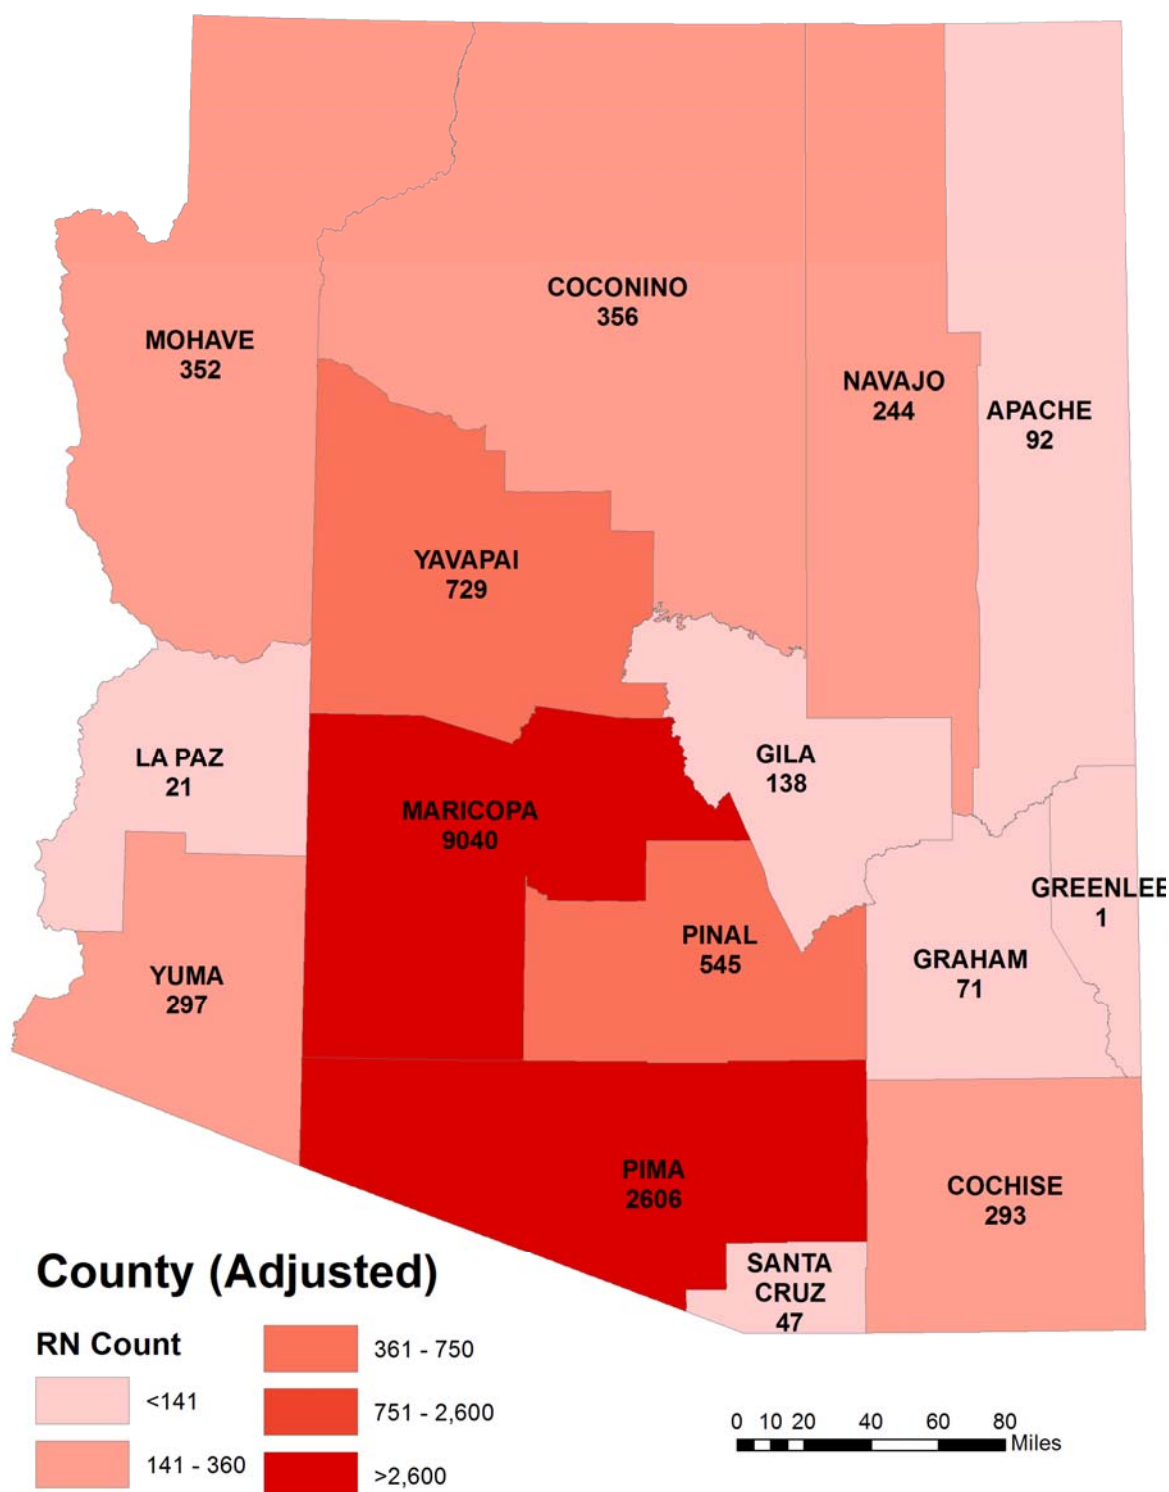 COCONINO
356
MOHAVE
352
NAVAJO
244
APACHE
92
YAVAPAI
729
LA PAZ
21
GILA
138
MARICOPA
9040
GREENLEE
1
PINAL
545
GRAHAM
71
YUMA
297
PIMA
2606
COCHISE
293
SANTA
CRUZ
47
County (Adjusted)
RN Count
<141
141 - 360
361 - 750
751 - 2,600
>2,600
0 10 20 40 60 80
Miles